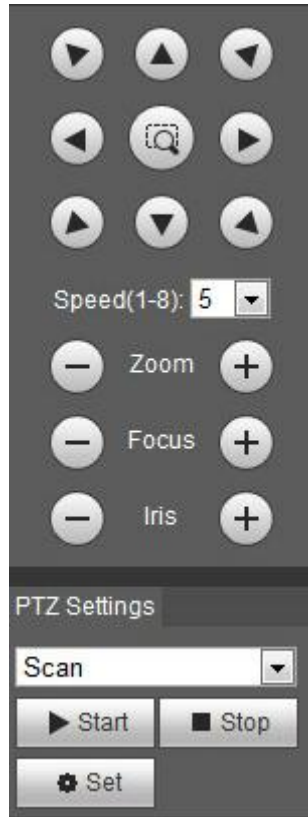 Speed(1-8): 5
Zoom
Focus
Iris
PTZ Settings
Scan
Start Stop
Set